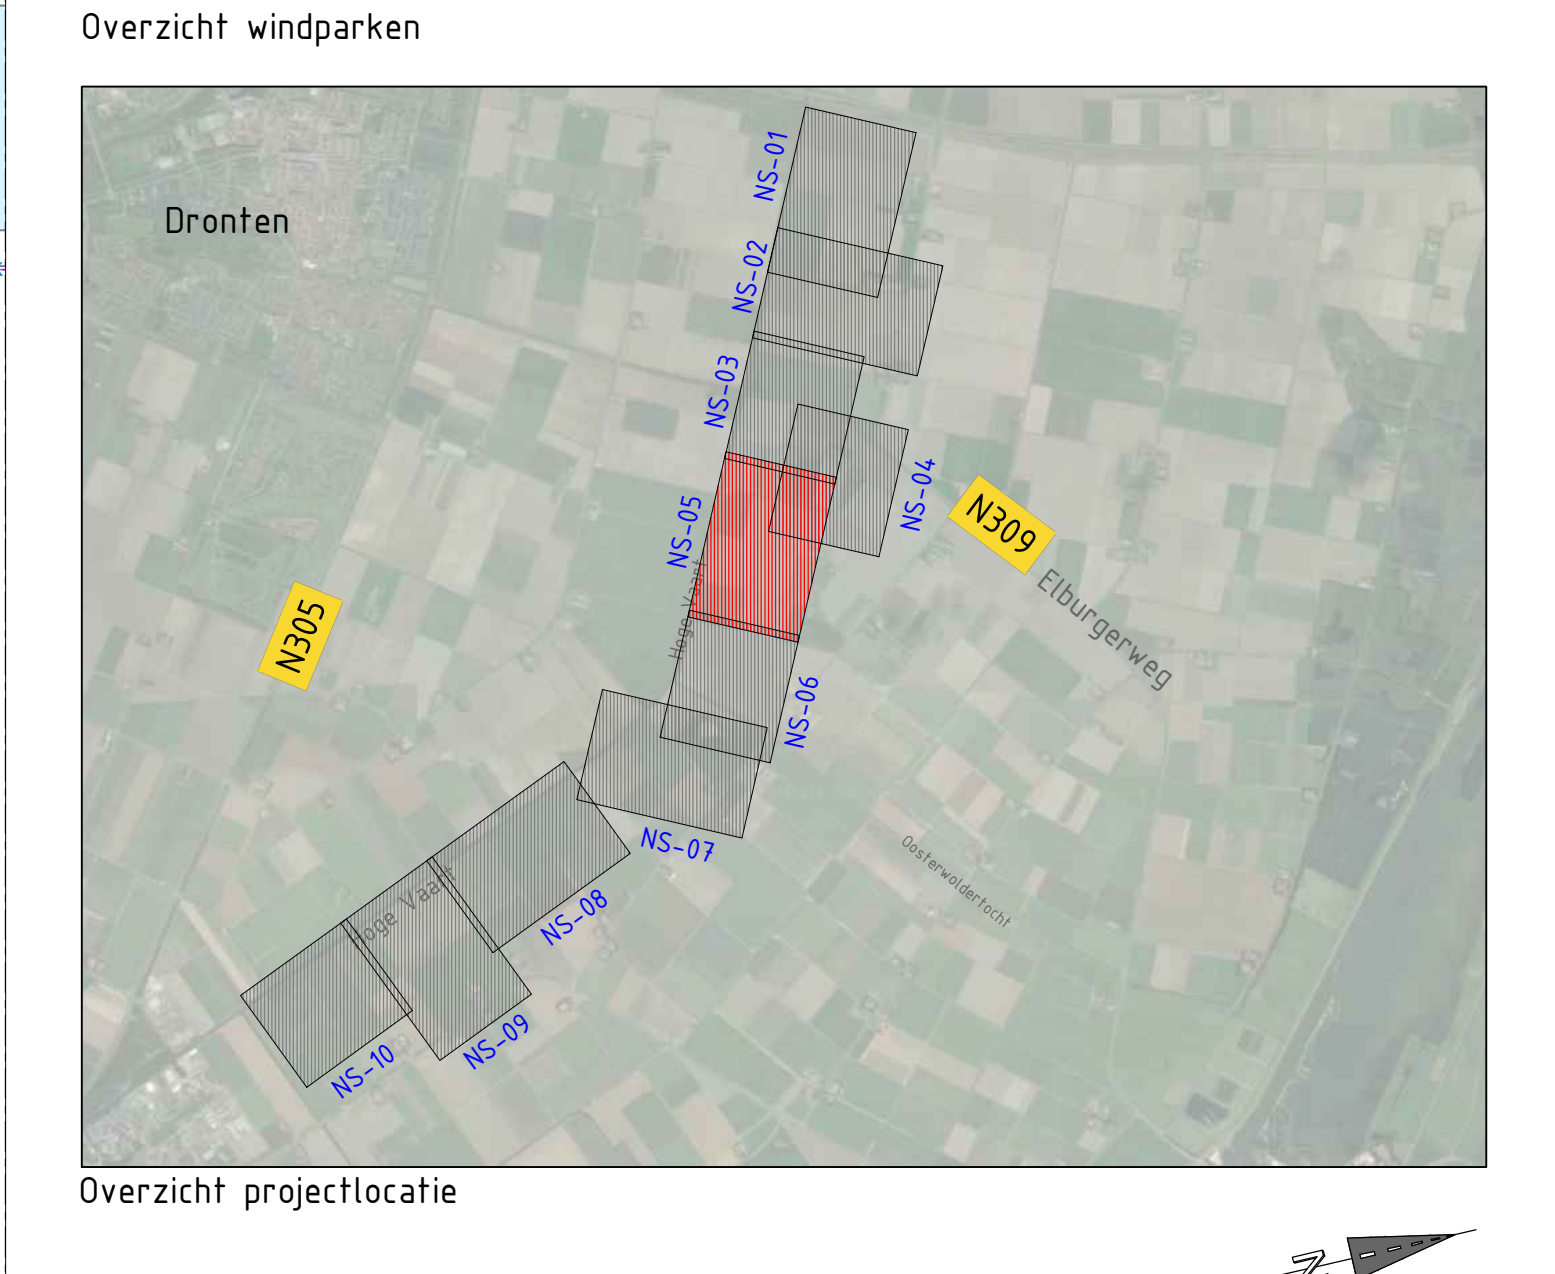 Overzicht windparken
Dronten
NS-01
NS-02
NS-03
NS-04
NS-05
N309
Elburgerweg
N305
Hoge Vaart
NS-06
NS-07
Oosterwoldertocht
NS-08
Hoge Vaart
NS-09
NS-10
Overzicht projectlocatie
N